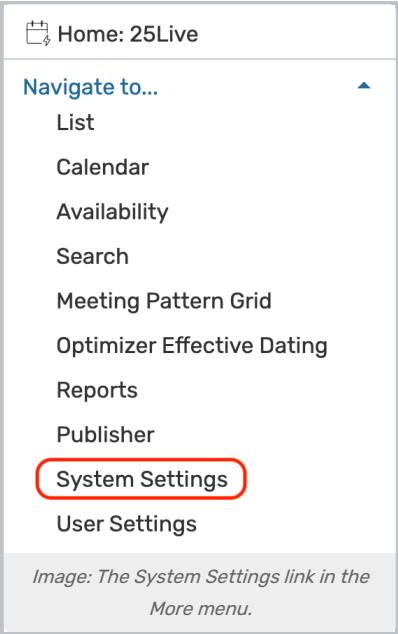 Home: 25Live
Navigate to...
List
Calendar
Availability
Search
Meeting Pattern Grid
Optimizer Effective Dating
Reports
Publisher
System Settings
User Settings
Image: The System Settings link in the
More menu.